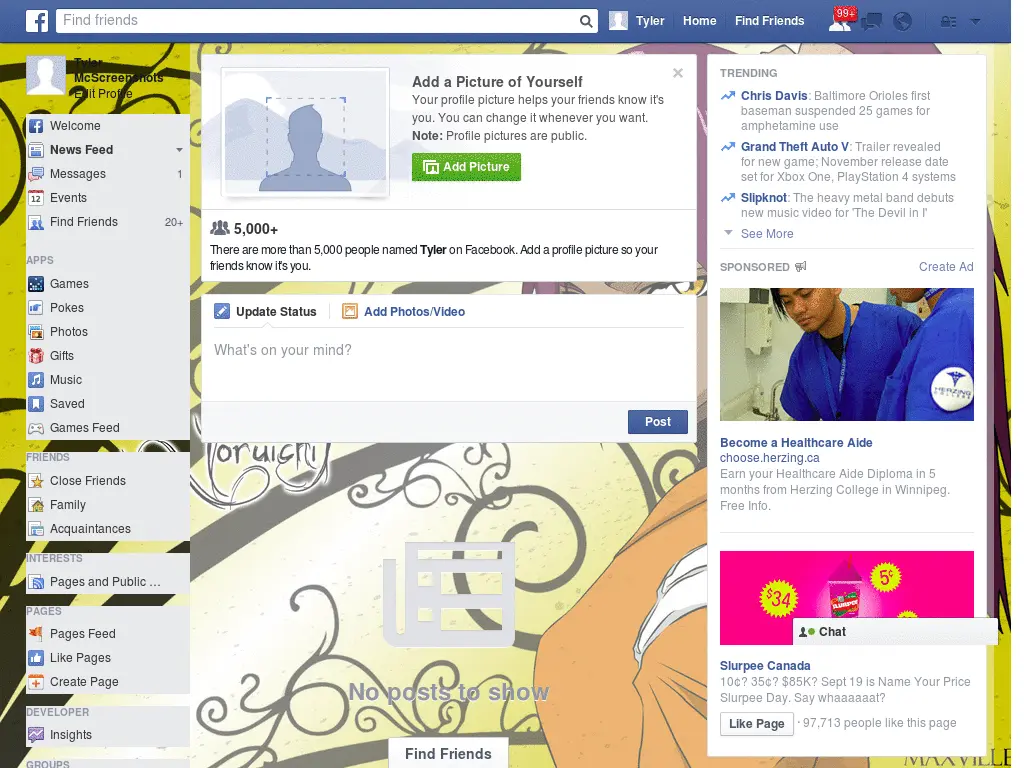 Find friends
Tyler
Home
Find Friends
99+
Tyler
McScreenshots
Edit Profile
Welcome
News Feed
Messages
1
12
Events
Find Friends
20+
APPS
Games
Pokes
Photos
Gifts
Music
Saved
Games Feed
FRIENDS
Close Friends
Family
Acquaintances
INTERESTS
Pages and Public ...
PAGES
Pages Feed
Like Pages
Create Page
DEVELOPER
Insights
GROUPS
Add a Picture of Yourself
Your profile picture helps your friends know it's
you. You can change it whenever you want.
Note: Profile pictures are public.
Add Picture
5,000+
There are more than 5,000 people named Tyler on Facebook. Add a profile picture so your
friends know it's you.
Update Status
Add Photos/Video
What's on your mind?
Post
oruichi
No posts to show
Find Friends
TRENDING
Chris Davis: Baltimore Orioles first
baseman suspended 25 games for
amphetamine use
Grand Theft Auto V: Trailer revealed
for new game; November release date
set for Xbox One, PlayStation 4 systems
Slipknot: The heavy metal band debuts
new music video for 'The Devil in I'
See More
SPONSORED
Create Ad
HERZING
COLLEGE
Become a Healthcare Aide
choose.herzing.ca
Earn your Healthcare Aide Diploma in 5
months from Herzing College in Winnipeg.
Free Info.
$34
5¢
SLURPEE
Chat
Slurpee Canada
10¢? 35¢? $85K? Sept 19 is Name Your Price
Slurpee Day. Say whaaaaaat?
Like Page
· 97,713 people like this page
MAXVILLE